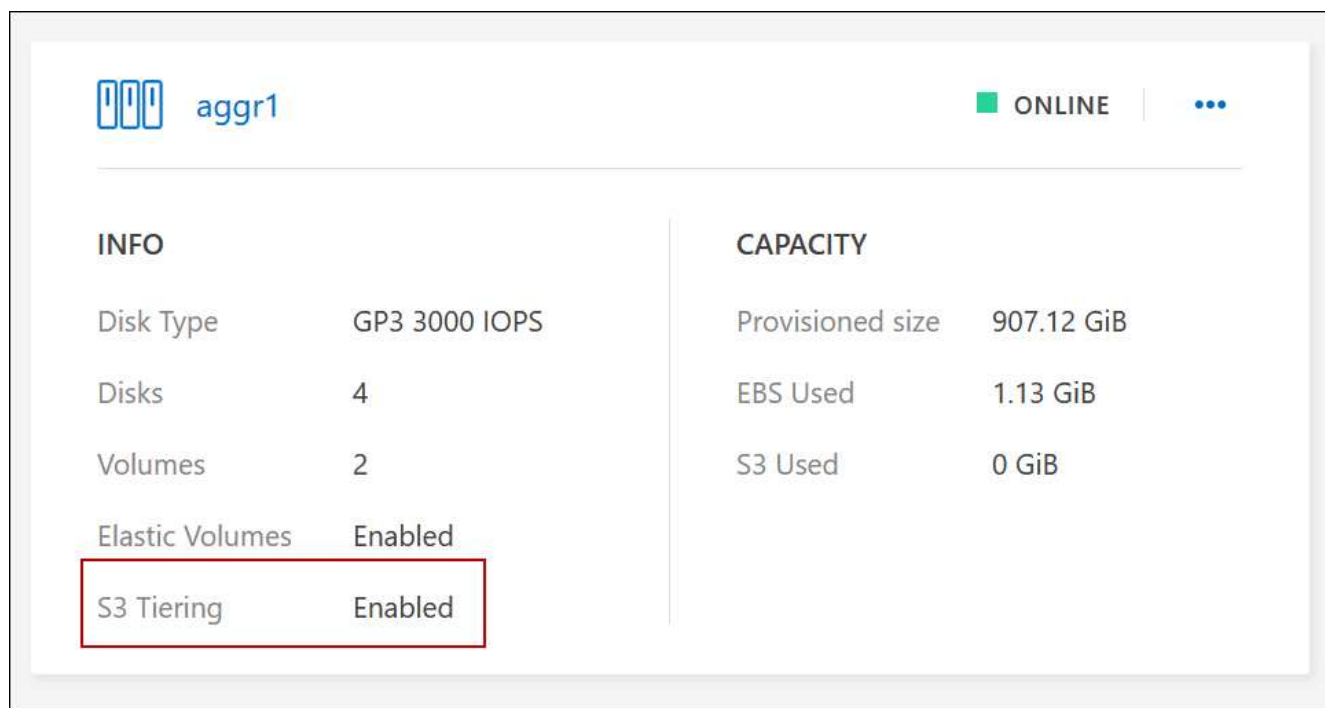 aggr1
ONLINE
INFO
Disk Type GP3 3000 IOPS
Disks 4
Volumes 2
Elastic Volumes Enabled
S3 Tiering Enabled
CAPACITY
Provisioned size 907.12 GiB
EBS Used 1.13 GiB
S3 Used 0 GiB